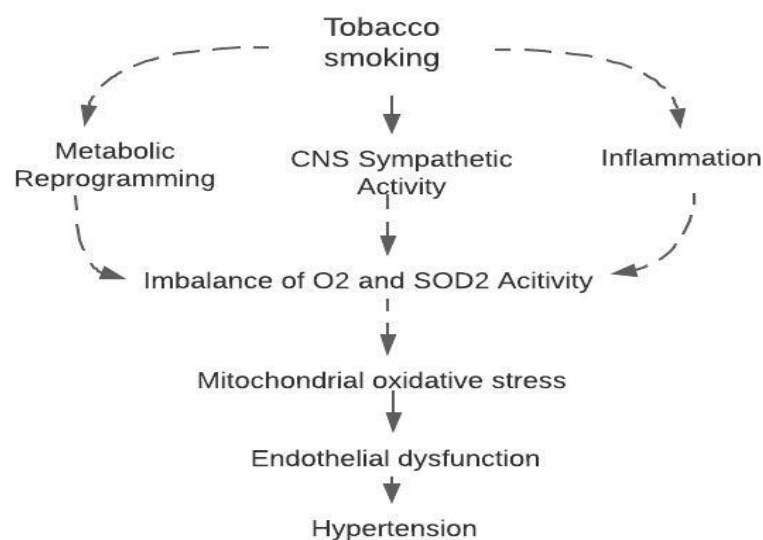 Tobacco
smoking
Metabolic
Reprogramming
CNS Sympathetic
Activity
Inflammation
Imbalance of O2 and SOD2 Acitivity
Mitochondrial oxidative stress
Endothelial dysfunction
Hypertension